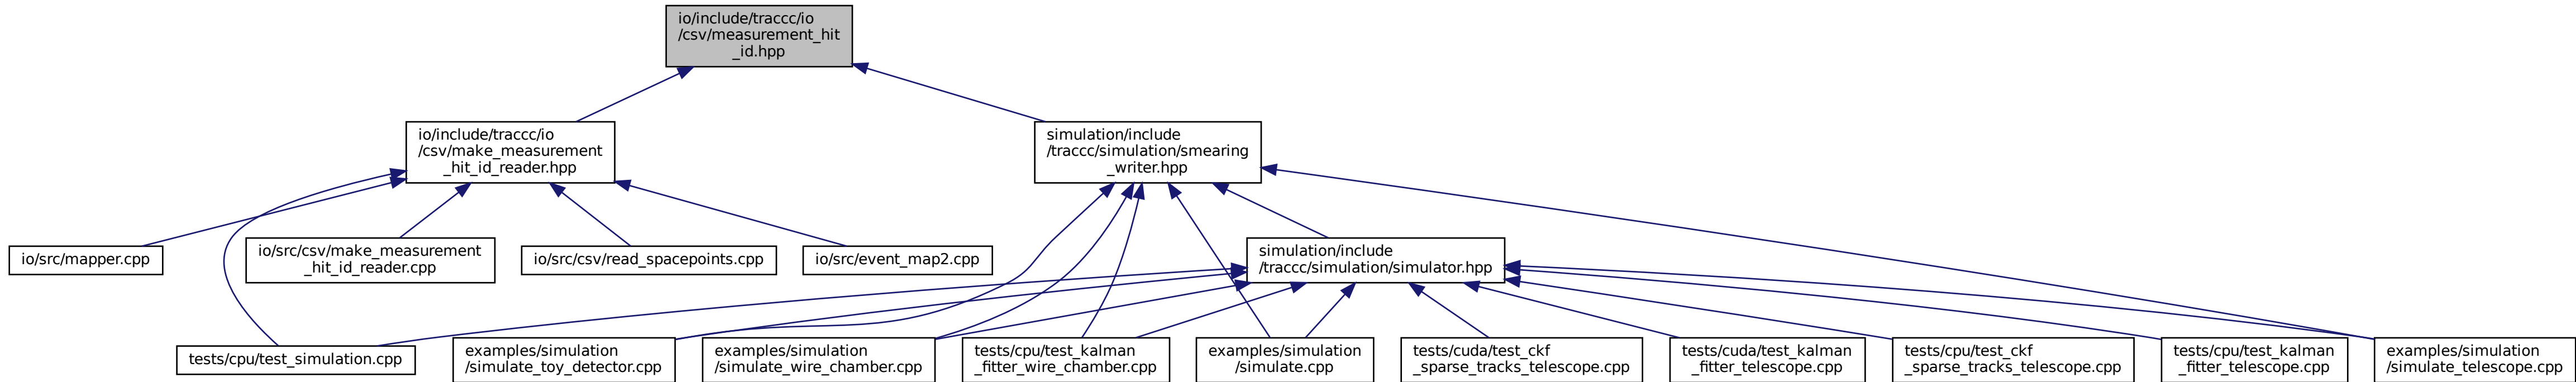 io/include/traccc/io
/csv/measurement_hit
_id.hpp
io/include/traccc/io
/csv/make_measurement
_hit_id_reader.hpp
simulation/include
/traccc/simulation/smearing
_writer.hpp
io/src/mapper.cpp
io/src/csv/make_measurement
_hit_id_reader.cpp
io/src/csv/read_spacepoints.cpp
io/src/event_map2.cpp
simulation/include
/traccc/simulation/simulator.hpp
tests/cpu/test_simulation.cpp
examples/simulation
/simulate_toy_detector.cpp
examples/simulation
/simulate_wire_chamber.cpp
tests/cpu/test_kalman
_fitter_wire_chamber.cpp
examples/simulation
/simulate.cpp
tests/cuda/test_ckf
_sparse_tracks_telescope.cpp
tests/cuda/test_kalman
_fitter_telescope.cpp
tests/cpu/test_ckf
_sparse_tracks_telescope.cpp
tests/cpu/test_kalman
_fitter_telescope.cpp
examples/simulation
/simulate_telescope.cpp